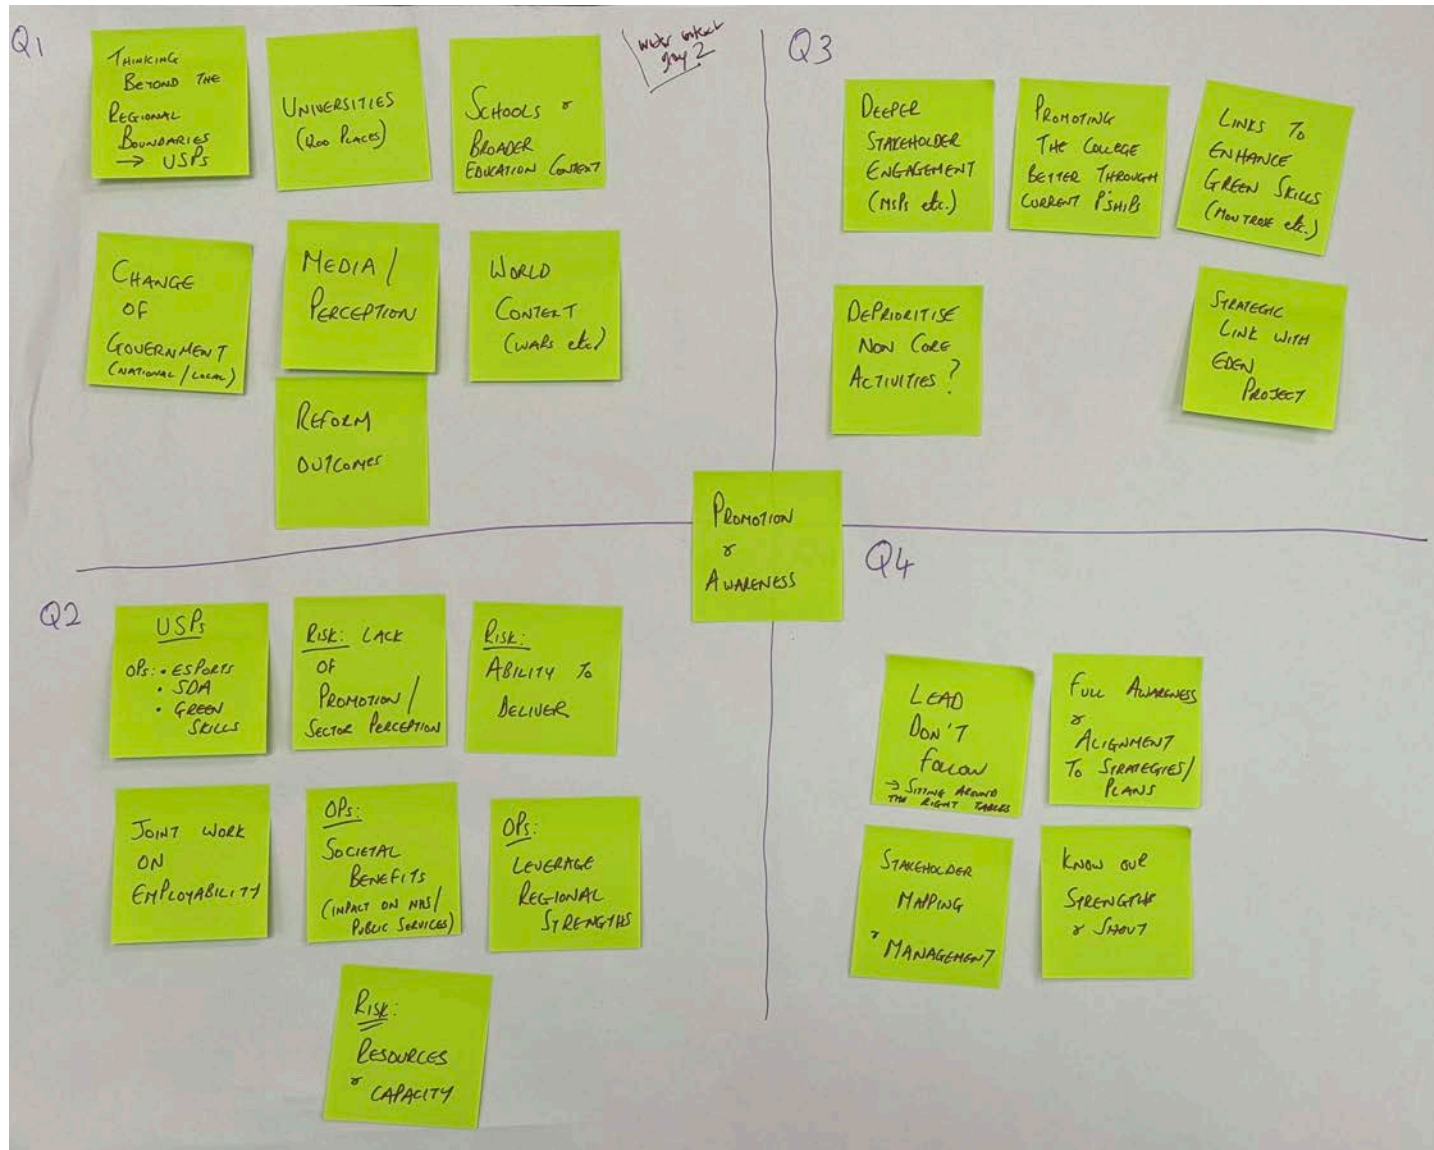 Q1
THINKING
BEYOND THE
REGIONAL
BOUNDARIES
→ USPs
UNIVERSITIES
(1200 PLACES)
SCHOOLS &
BROADER
EDUCATION CONTEXT
CHANGE
OF
GOVERNMENT
(NATIONAL / LOCAL)
MEDIA /
PERCEPTION
WORLD
CONTEXT
(WARS etc)
REFORM
OUTCOMES
Group 2
Q3
DEEPER
STAKEHOLDER
ENGAGEMENT
(MSPs etc.)
PROMOTING
THE COLLEGE
BETTER THROUGH
CURRENT P'SHIPS
LINKS TO
ENHANCE
GREEN SKILLS
(MONTROSE etc.)
DEPRIORITISE
NON CORE
ACTIVITIES?
STRATEGIC
LINK WITH
EDEN
PROJECT
PROMOTION
&
AWARENESS
Q2
USPs
OPs: • ESPORTS
• SDA
• GREEN
SKILLS
RISK: LACK
OF
PROMOTION /
SECTOR PERCEPTION
RISK:
ABILITY TO
DELIVER
JOINT WORK
ON
EMPLOYABILITY
OPs:
SOCIETAL
BENEFITS
(IMPACT ON NHS/
PUBLIC SERVICES)
OPs:
LEVERAGE
REGIONAL
STRENGTHS
RISK:
RESOURCES
& CAPACITY
Q4
LEAD
DON'T
FOLLOW
→ SITTING AROUND
THE RIGHT TABLES
FULL AWARENESS
&
ALIGNMENT
TO STRATEGIES/
PLANS
STAKEHOLDER
MAPPING
& MANAGEMENT
KNOW OUR
STRENGTHS
& SHOUT